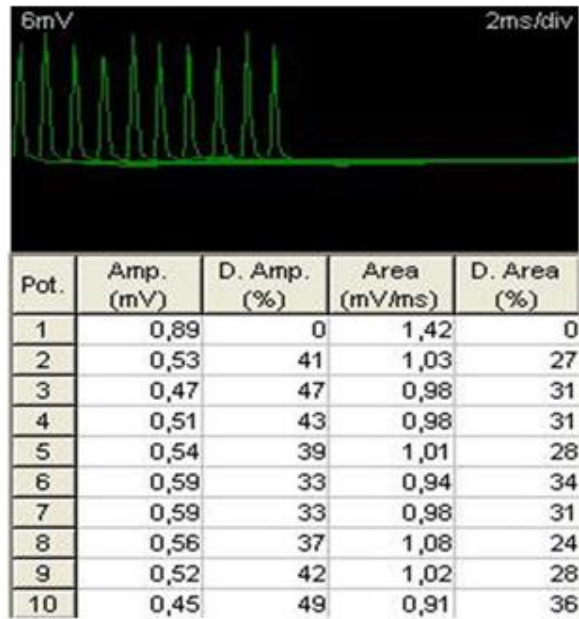 6mV 2ms/div
Pot. Amp. (mV) D. Amp. (%) Area (mV/ms) D. Area (%)
1 0,89 0 1,42 0
2 0,53 41 1,03 27
3 0,47 47 0,98 31
4 0,51 43 0,98 31
5 0,54 39 1,01 28
6 0,59 33 0,94 34
7 0,59 33 0,98 31
8 0,56 37 1,08 24
9 0,52 42 1,02 28
10 0,45 49 0,91 36